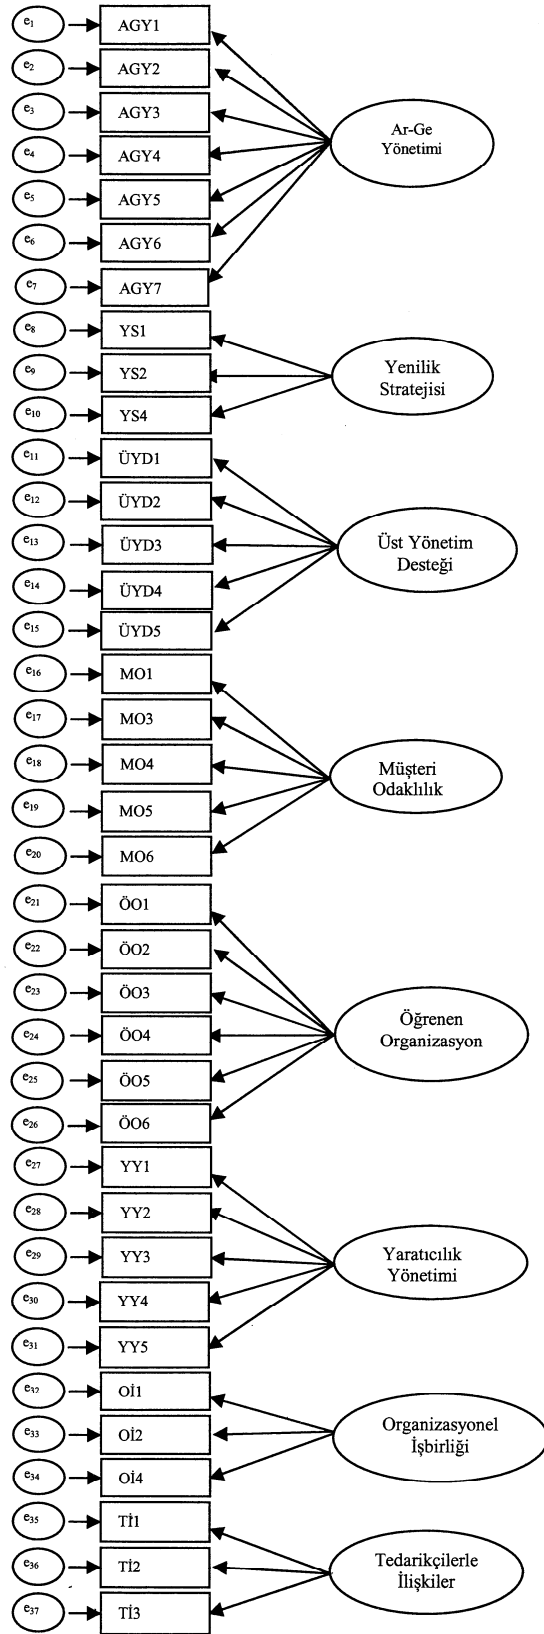 e1 AGY1
e2 AGY2
e3 AGY3
e4 AGY4
e5 AGY5
e6 AGY6
e7 AGY7
Ar-Ge
Yönetimi
e8 YS1
e9 YS2
e10 YS4
Yenilik
Stratejisi
e11 ÜYD1
e12 ÜYD2
e13 ÜYD3
e14 ÜYD4
e15 ÜYD5
Üst Yönetim
Desteği
e16 MO1
e17 MO3
e18 MO4
e19 MO5
e20 MO6
Müşteri
Odaklılık
e21 ÖO1
e22 ÖO2
e23 ÖO3
e24 ÖO4
e25 ÖO5
e26 ÖO6
Öğrenen
Organizasyon
e27 YY1
e28 YY2
e29 YY3
e30 YY4
e31 YY5
Yaratıcılık
Yönetimi
e32 Oİ1
e33 Oİ2
e34 Oİ4
Organizasyonel
İşbirliği
e35 Tİ1
e36 Tİ2
e37 Tİ3
Tedarikçilerle
İlişkiler